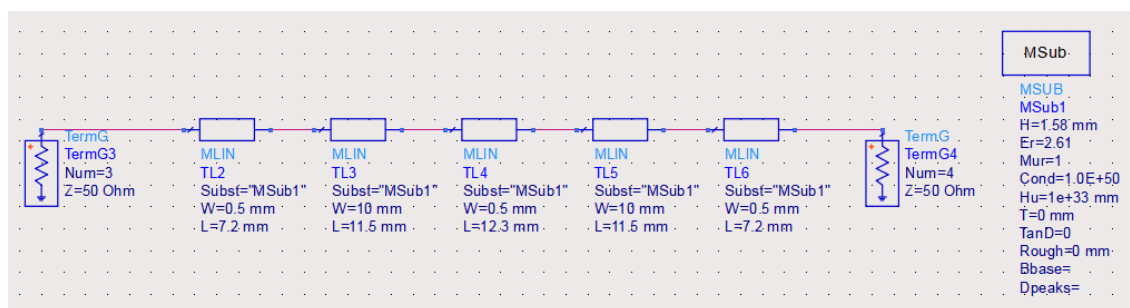 MSub
MSUB
MSub1
H=1.58 mm
Er=2.61
Mur=1
Cond=1.0E+50
Hu=1e+33 mm
T=0 mm
TanD=0
Rough=0 mm
Bbase=
Dpeaks=
TermG
TermG3
Num=3
Z=50 Ohm
MLIN
TL2
Subst="MSub1"
W=0.5 mm
L=7.2 mm
MLIN
TL3
Subst="MSub1"
W=10 mm
L=11.5 mm
MLIN
TL4
Subst="MSub1"
W=0.5 mm
L=12.3 mm
MLIN
TL5
Subst="MSub1"
W=10 mm
L=11.5 mm
MLIN
TL6
Subst="MSub1"
W=0.5 mm
L=7.2 mm
TermG
TermG4
Num=4
Z=50 Ohm